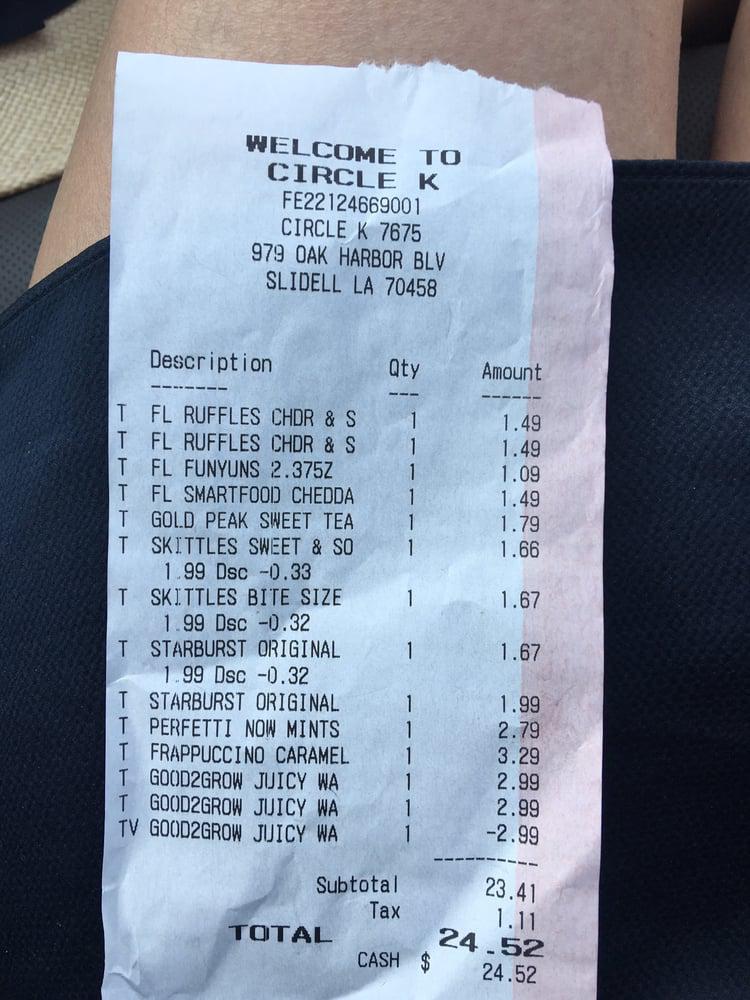 WELCOME TO
CIRCLE K
FE22124669001
CIRCLE K 7675
979 OAK HARBOR BLV
SLIDELL LA 70458
Description Qty Amount
-------- --- ------
T FL RUFFLES CHDR & S 1 1.49
T FL RUFFLES CHDR & S 1 1.49
T FL FUNYUNS 2.375Z 1 1.09
T FL SMARTFOOD CHEDDA 1 1.49
T GOLD PEAK SWEET TEA 1 1.79
T SKITTLES SWEET & SO 1 1.66
1.99 Dsc -0.33
T SKITTLES BITE SIZE 1 1.67
1.99 Dsc -0.32
T STARBURST ORIGINAL 1 1.67
1.99 Dsc -0.32
T STARBURST ORIGINAL 1 1.99
T PERFETTI NOW MINTS 1 2.79
T FRAPPUCCINO CARAMEL 1 3.29
T GOOD2GROW JUICY WA 1 2.99
T GOOD2GROW JUICY WA 1 2.99
TV GOOD2GROW JUICY WA 1 -2.99
-----------
Subtotal 23.41
Tax 1.11
TOTAL 24.52
CASH $ 24.52